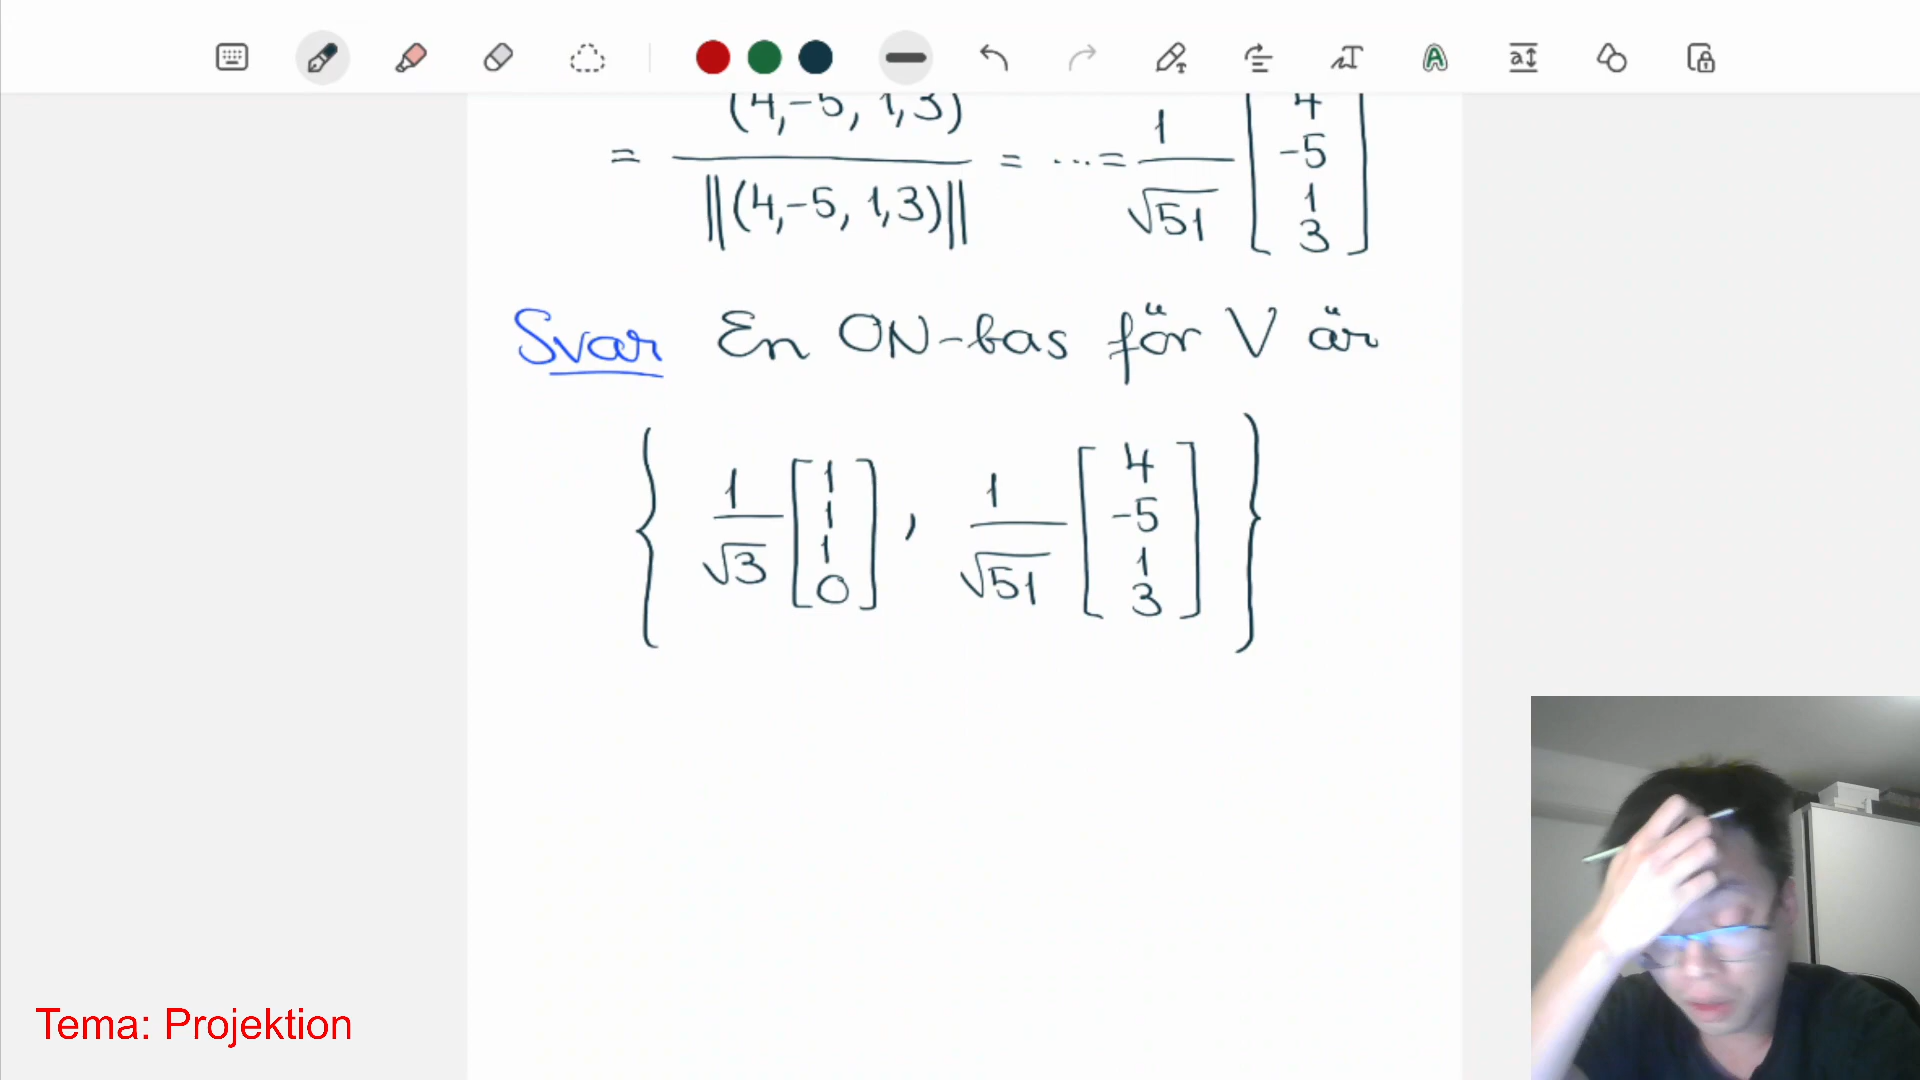 = (4,-5, 1,3) / ||(4,-5, 1,3)|| = ...= 1/√51 [4 -5 1 3]
Svar En ON-bas för V är
{ 1/√3 [1 1 1 0] , 1/√51 [4 -5 1 3] }
Tema: Projektion